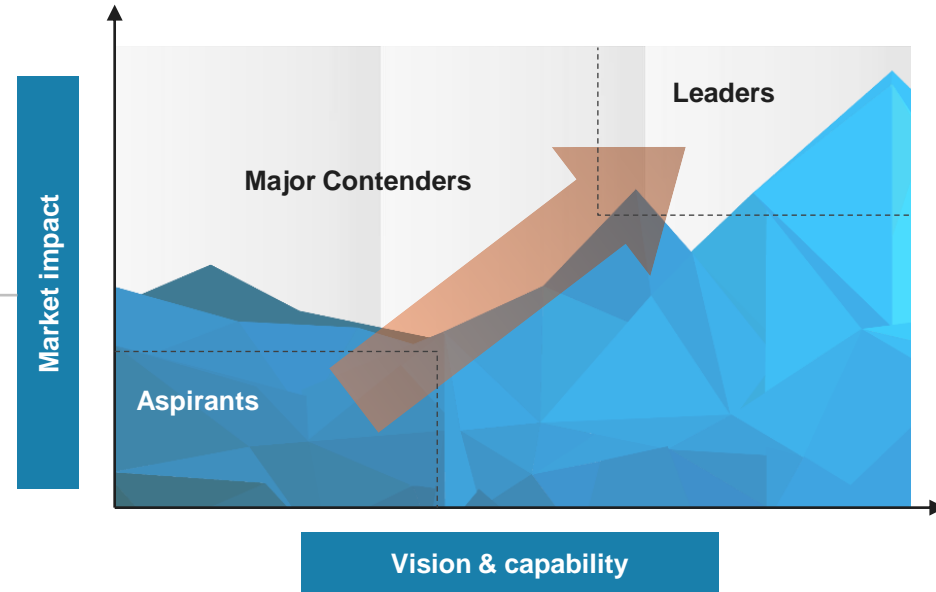 Leaders
Major Contenders
Market impact
Aspirants
Vision & capability